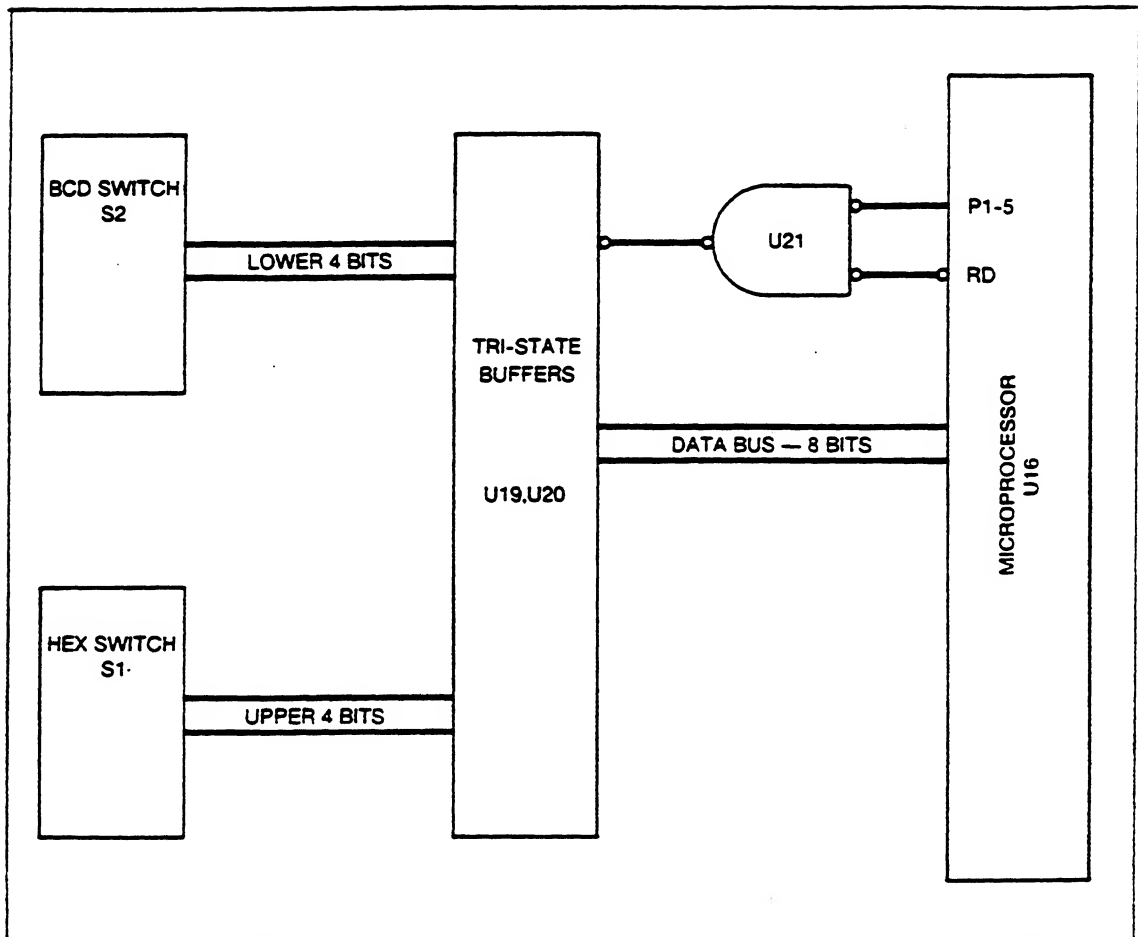 BCD SWITCH
S2
LOWER 4 BITS
TRI-STATE
BUFFERS
U19,U20
HEX SWITCH
S1
UPPER 4 BITS
U21
P1-5
RD
DATA BUS — 8 BITS
MICROPROCESSOR
U16